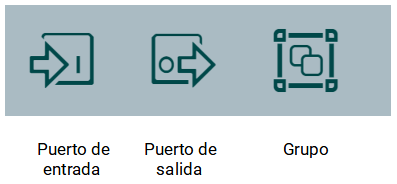 Puerto de
entrada
Puerto de
salida
Grupo